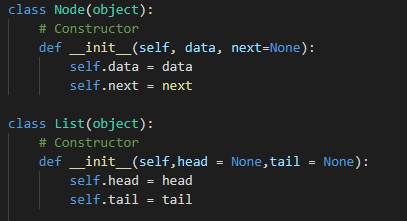 class Node(object):
    # Constructor
    def __init__(self, data, next=None):
        self.data = data
        self.next = next

class List(object):
    # Constructor
    def __init__(self,head = None,tail = None):
        self.head = head
        self.tail = tail